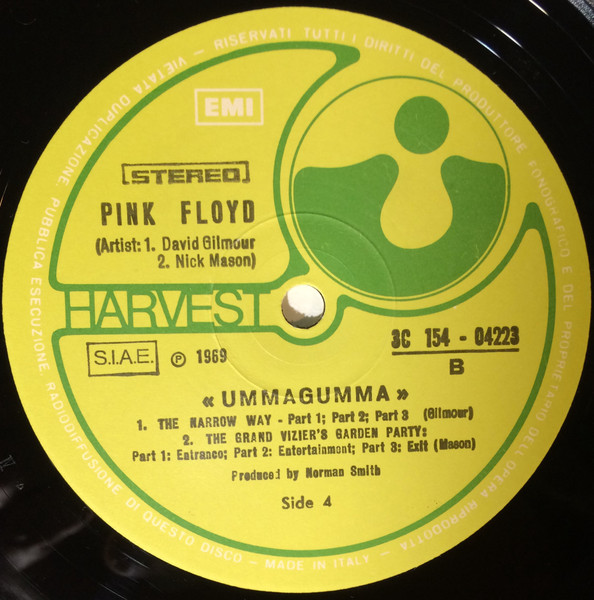 VIETATA DUPLICAZIONE. PUBBLICA ESECUZIONE. RADIODIFFUSIONE DI QUESTO DISCO – MADE IN ITALY – RISERVATI TUTTI I DIRITTI DEL PRODUTTORE FONOGRAFICO E DEL PROPRIETARIO DELL'OPERA RIPRODOTTA
EMI
STEREO
PINK FLOYD
(Artist: 1. David Gilmour
2. Nick Mason)
HARVEST
S.I.A.E. ℗ 1969
3C 154 - 04223
B
«UMMAGUMMA»
1. THE NARROW WAY - Part 1; Part 2; Part 3 (Gilmour)
2. THE GRAND VIZIER'S GARDEN PARTY:
Part 1: Entrance; Part 2: Entertainment; Part 3: Exit (Mason)
Produced by Norman Smith
Side 4